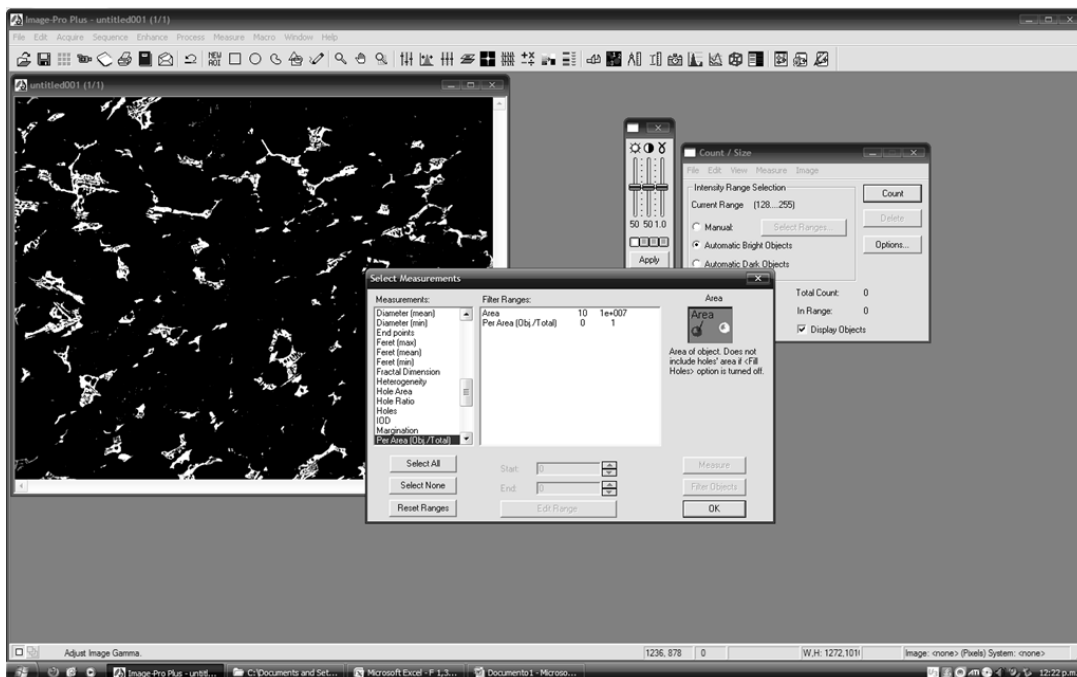 Image-Pro Plus - untitled001 (1/1)
File Edit Acquire Sequence Enhance Process Measure Macro Window Help
NEW
AOI
untitled001 (1/1)
50 50 1.0
Apply
Count / Size
File Edit View Measure Image
Intensity Range Selection
Current Range (128....255)
Manual:
Select Ranges...
Automatic Bright Objects
Automatic Dark Objects
Count
Delete
Options...
Total Count: 0
In Range: 0
Display Objects
Select Measurements
Measurements:
Diameter (mean)
Diameter (min)
End points
Feret (max)
Feret (mean)
Feret (min)
Fractal Dimension
Heterogeneity
Hole Area
Hole Ratio
Holes
IOD
Margination
Per Area (Obj./Total)
Filter Ranges:
Area 10 1e+007
Per Area (Obj./Total) 0 1
Area
Area
Area of object. Does not
include holes' area if <Fill
Holes> option is turned off.
Select All
Select None
Reset Ranges
Start: 0
End: 0
Edit Range
Measure
Filter Objects
OK
Adjust Image Gamma.
1236, 878
0
W,H: 1272,101
Image: <none> (Pixels) System: <none>
Image-Pro Plus - untitl...
C:\Documents and Set...
Microsoft Excel - F 1,3...
Documento1 - Microso...
12:22 p.m.